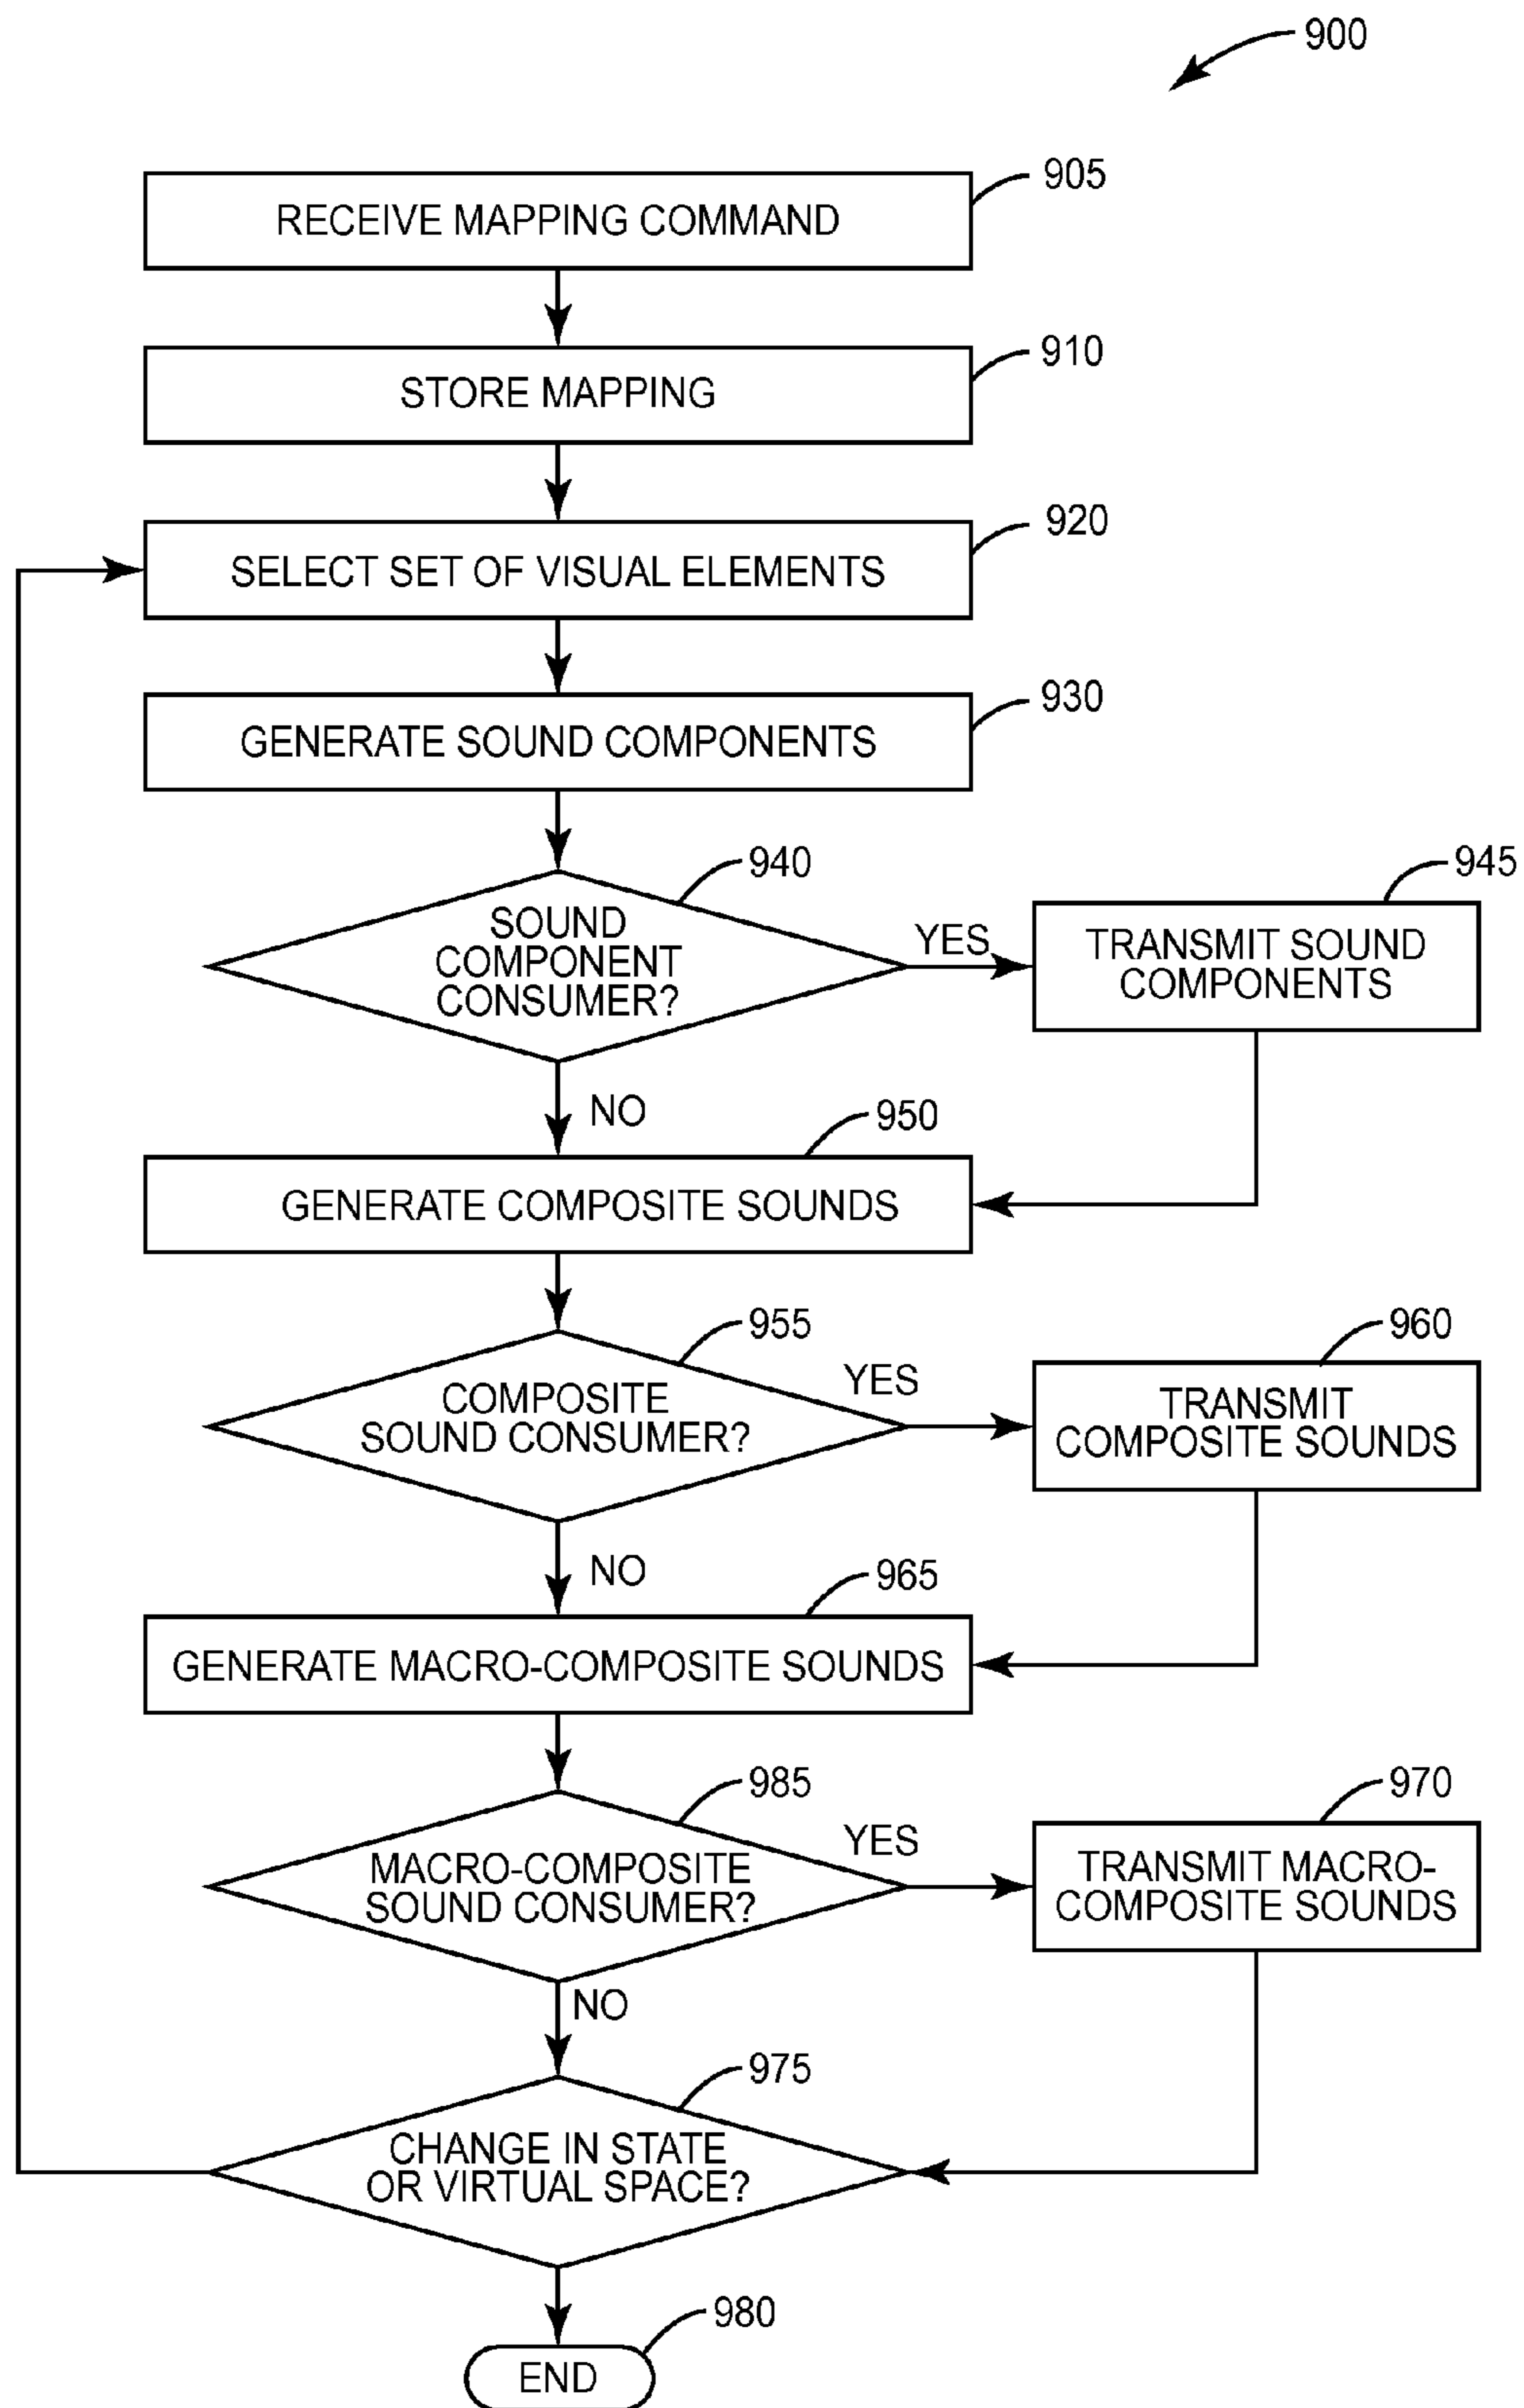 900
905
RECEIVE MAPPING COMMAND
910
STORE MAPPING
920
SELECT SET OF VISUAL ELEMENTS
930
GENERATE SOUND COMPONENTS
940
945
SOUND
COMPONENT
CONSUMER?
YES
TRANSMIT SOUND
COMPONENTS
NO
950
GENERATE COMPOSITE SOUNDS
955
960
COMPOSITE
SOUND CONSUMER?
YES
TRANSMIT
COMPOSITE SOUNDS
NO
965
GENERATE MACRO-COMPOSITE SOUNDS
985
970
MACRO-COMPOSITE
SOUND CONSUMER?
YES
TRANSMIT MACRO-
COMPOSITE SOUNDS
NO
975
CHANGE IN STATE
OR VIRTUAL SPACE?
980
END